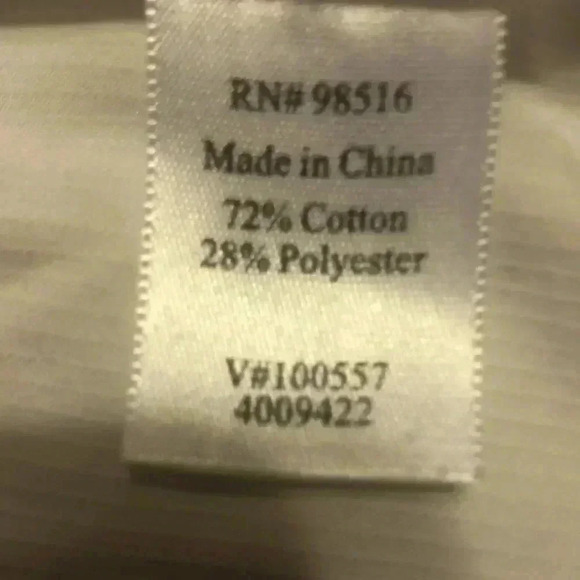 RN# 98516
Made in China
72% Cotton
28% Polyester
V#100557
4009422